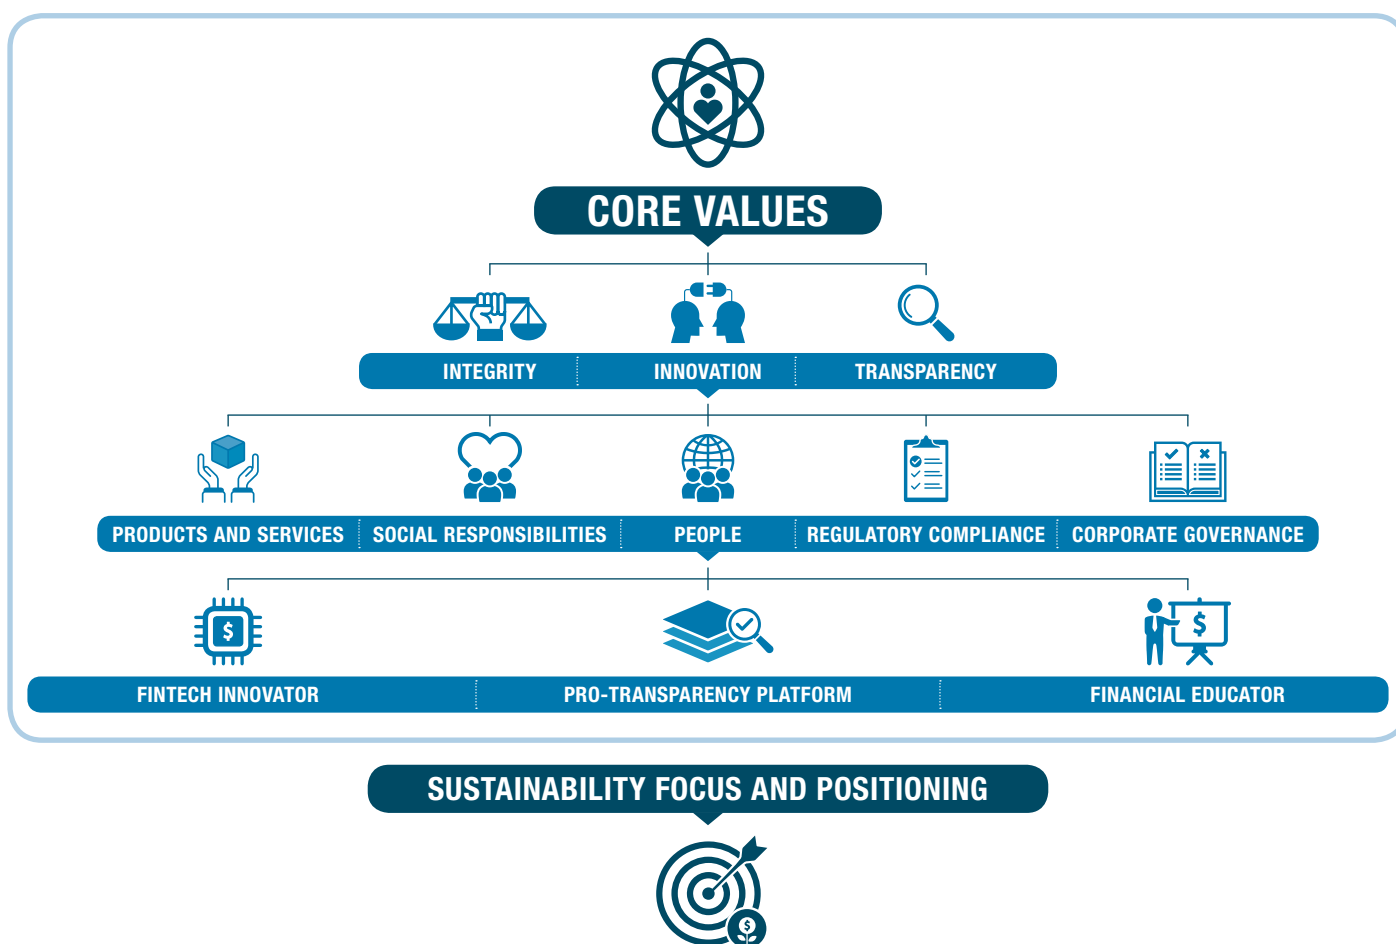 CORE VALUES
INTEGRITY INNOVATION TRANSPARENCY
PRODUCTS AND SERVICES SOCIAL RESPONSIBILITIES PEOPLE REGULATORY COMPLIANCE CORPORATE GOVERNANCE
$ $
FINTECH INNOVATOR PRO-TRANSPARENCY PLATFORM FINANCIAL EDUCATOR
SUSTAINABILITY FOCUS AND POSITIONING
$